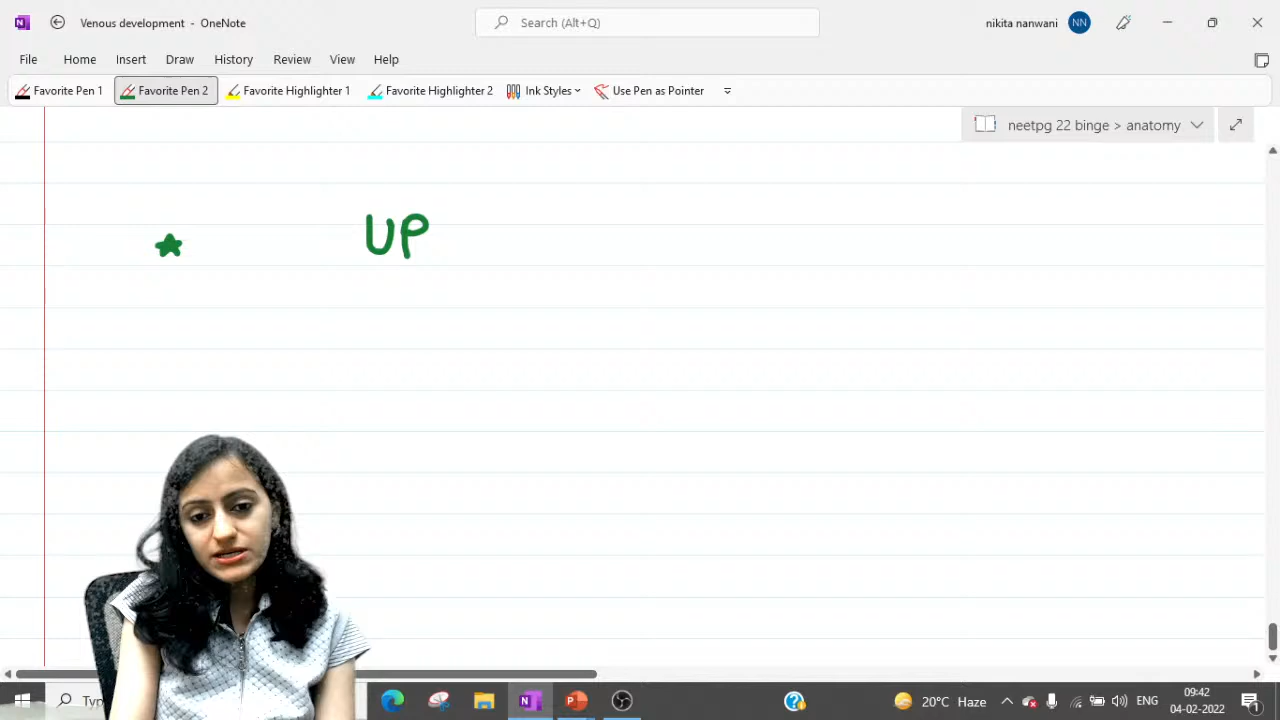 Venous development - OneNote
Search (Alt+Q)
nikita nanwani NN
File Home Insert Draw History Review View Help
Favorite Pen 1 Favorite Pen 2 Favorite Highlighter 1 Favorite Highlighter 2 Ink Styles Use Pen as Pointer
neetpg 22 binge > anatomy
UP
Typ
20°C Haze
ENG
09:42
04-02-2022
1